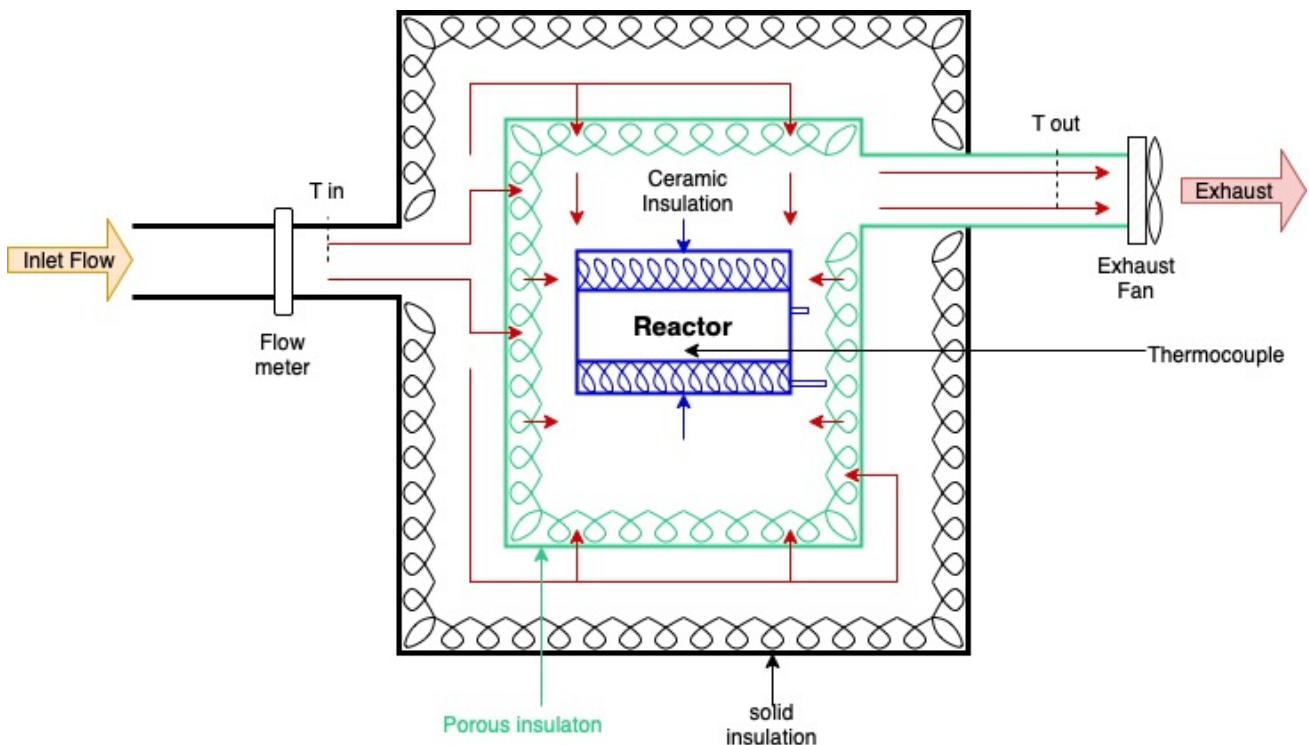 T in
Inlet Flow
Flow
meter
Ceramic
Insulation
Reactor
T out
Exhaust
Exhaust
Fan
Thermocouple
Porous insulaton
solid
insulation